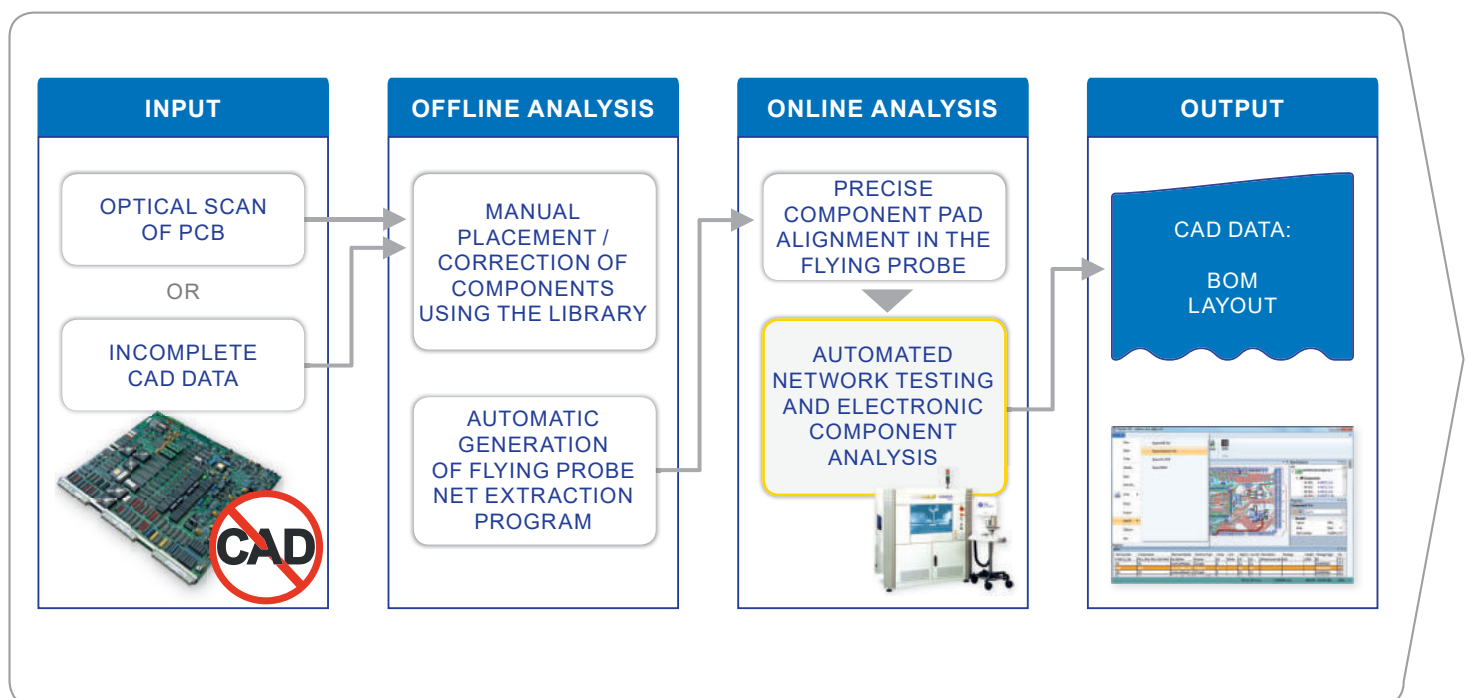 INPUT
OPTICAL SCAN
OF PCB
OR
INCOMPLETE
CAD DATA
CAD
OFFLINE ANALYSIS
MANUAL
PLACEMENT /
CORRECTION OF
COMPONENTS
USING THE LIBRARY
AUTOMATIC
GENERATION
OF FLYING PROBE
NET EXTRACTION
PROGRAM
ONLINE ANALYSIS
PRECISE
COMPONENT PAD
ALIGNMENT IN THE
FLYING PROBE
AUTOMATED
NETWORK TESTING
AND ELECTRONIC
COMPONENT
ANALYSIS
OUTPUT
CAD DATA:
BOM
LAYOUT